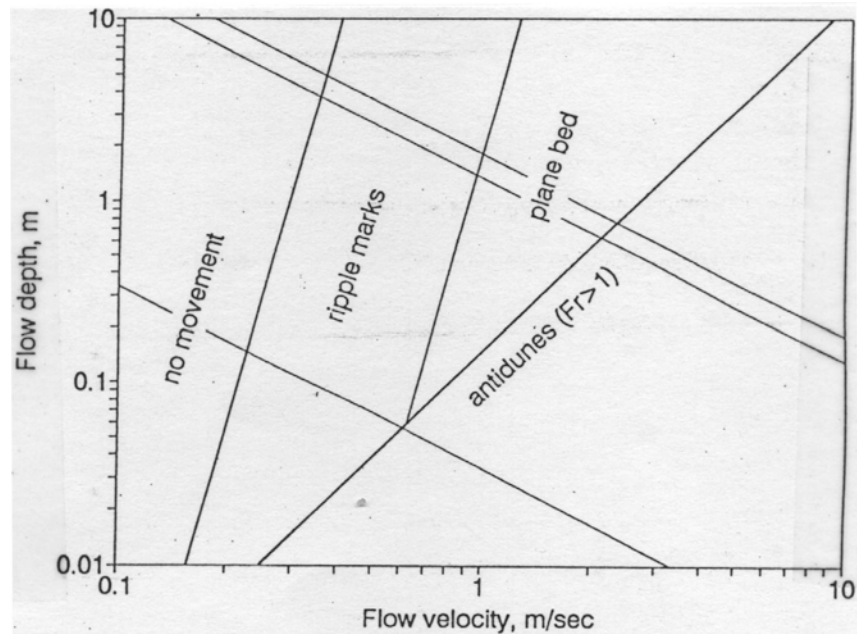 10
1
0.1
0.01
Flow depth, m
no movement
ripple marks
plane bed
antidunes (Fr>1)
0.1
1
10
Flow velocity, m/sec